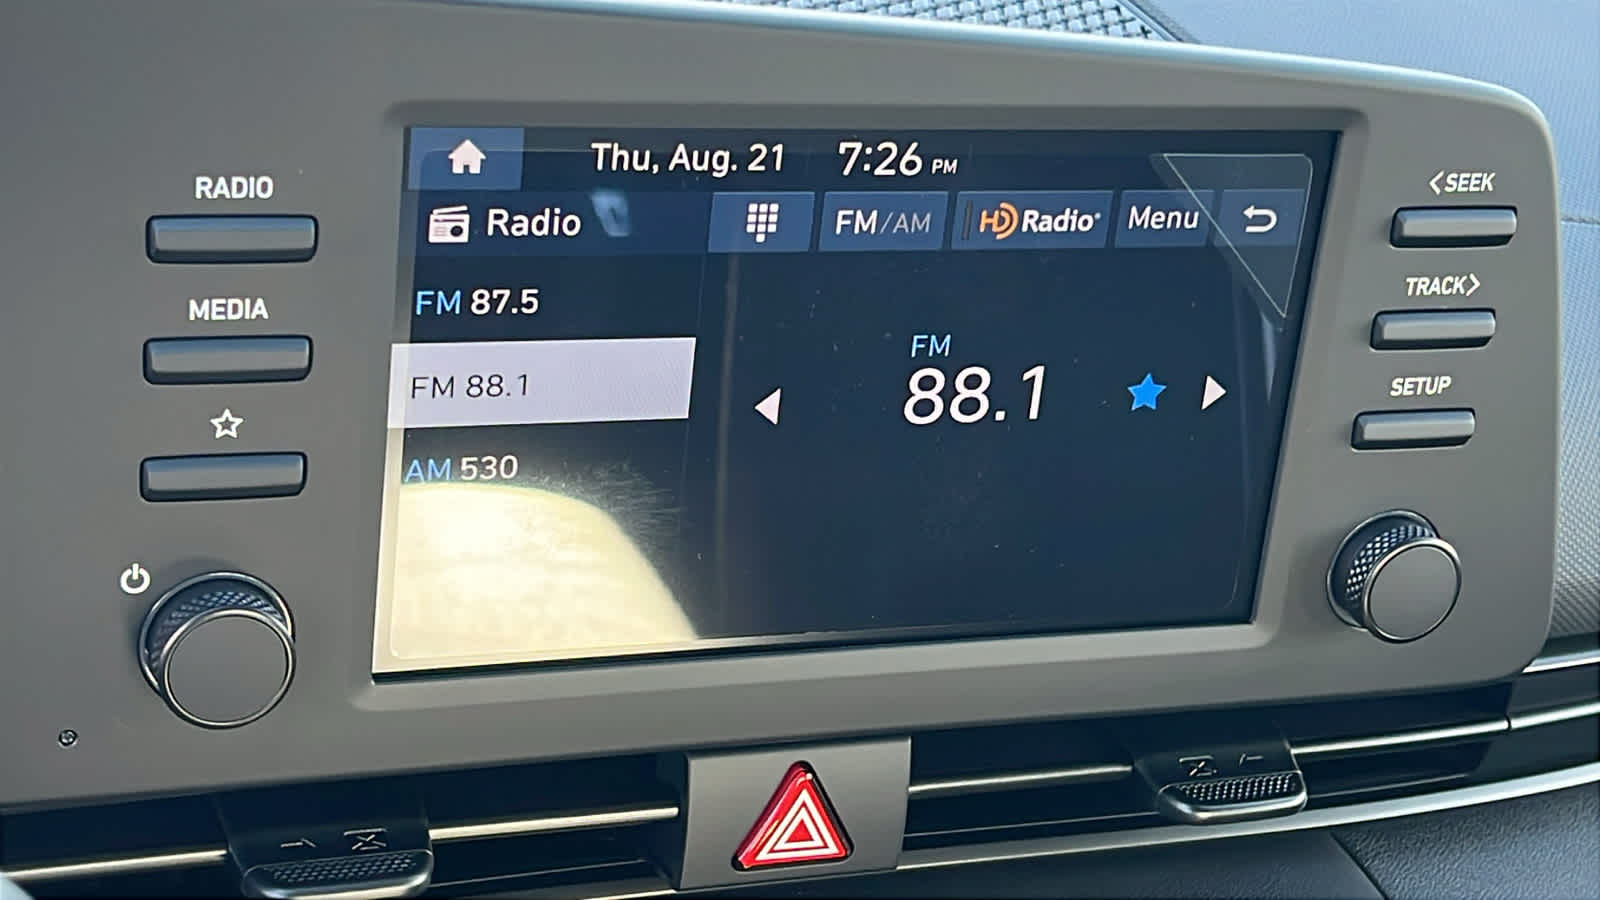 Thu, Aug. 21 7:26 PM
RADIO
<SEEK
Radio FM/AM HD Radio® Menu
FM 87.5
TRACK>
MEDIA
FM
FM 88.1
88.1
SETUP
AM 530